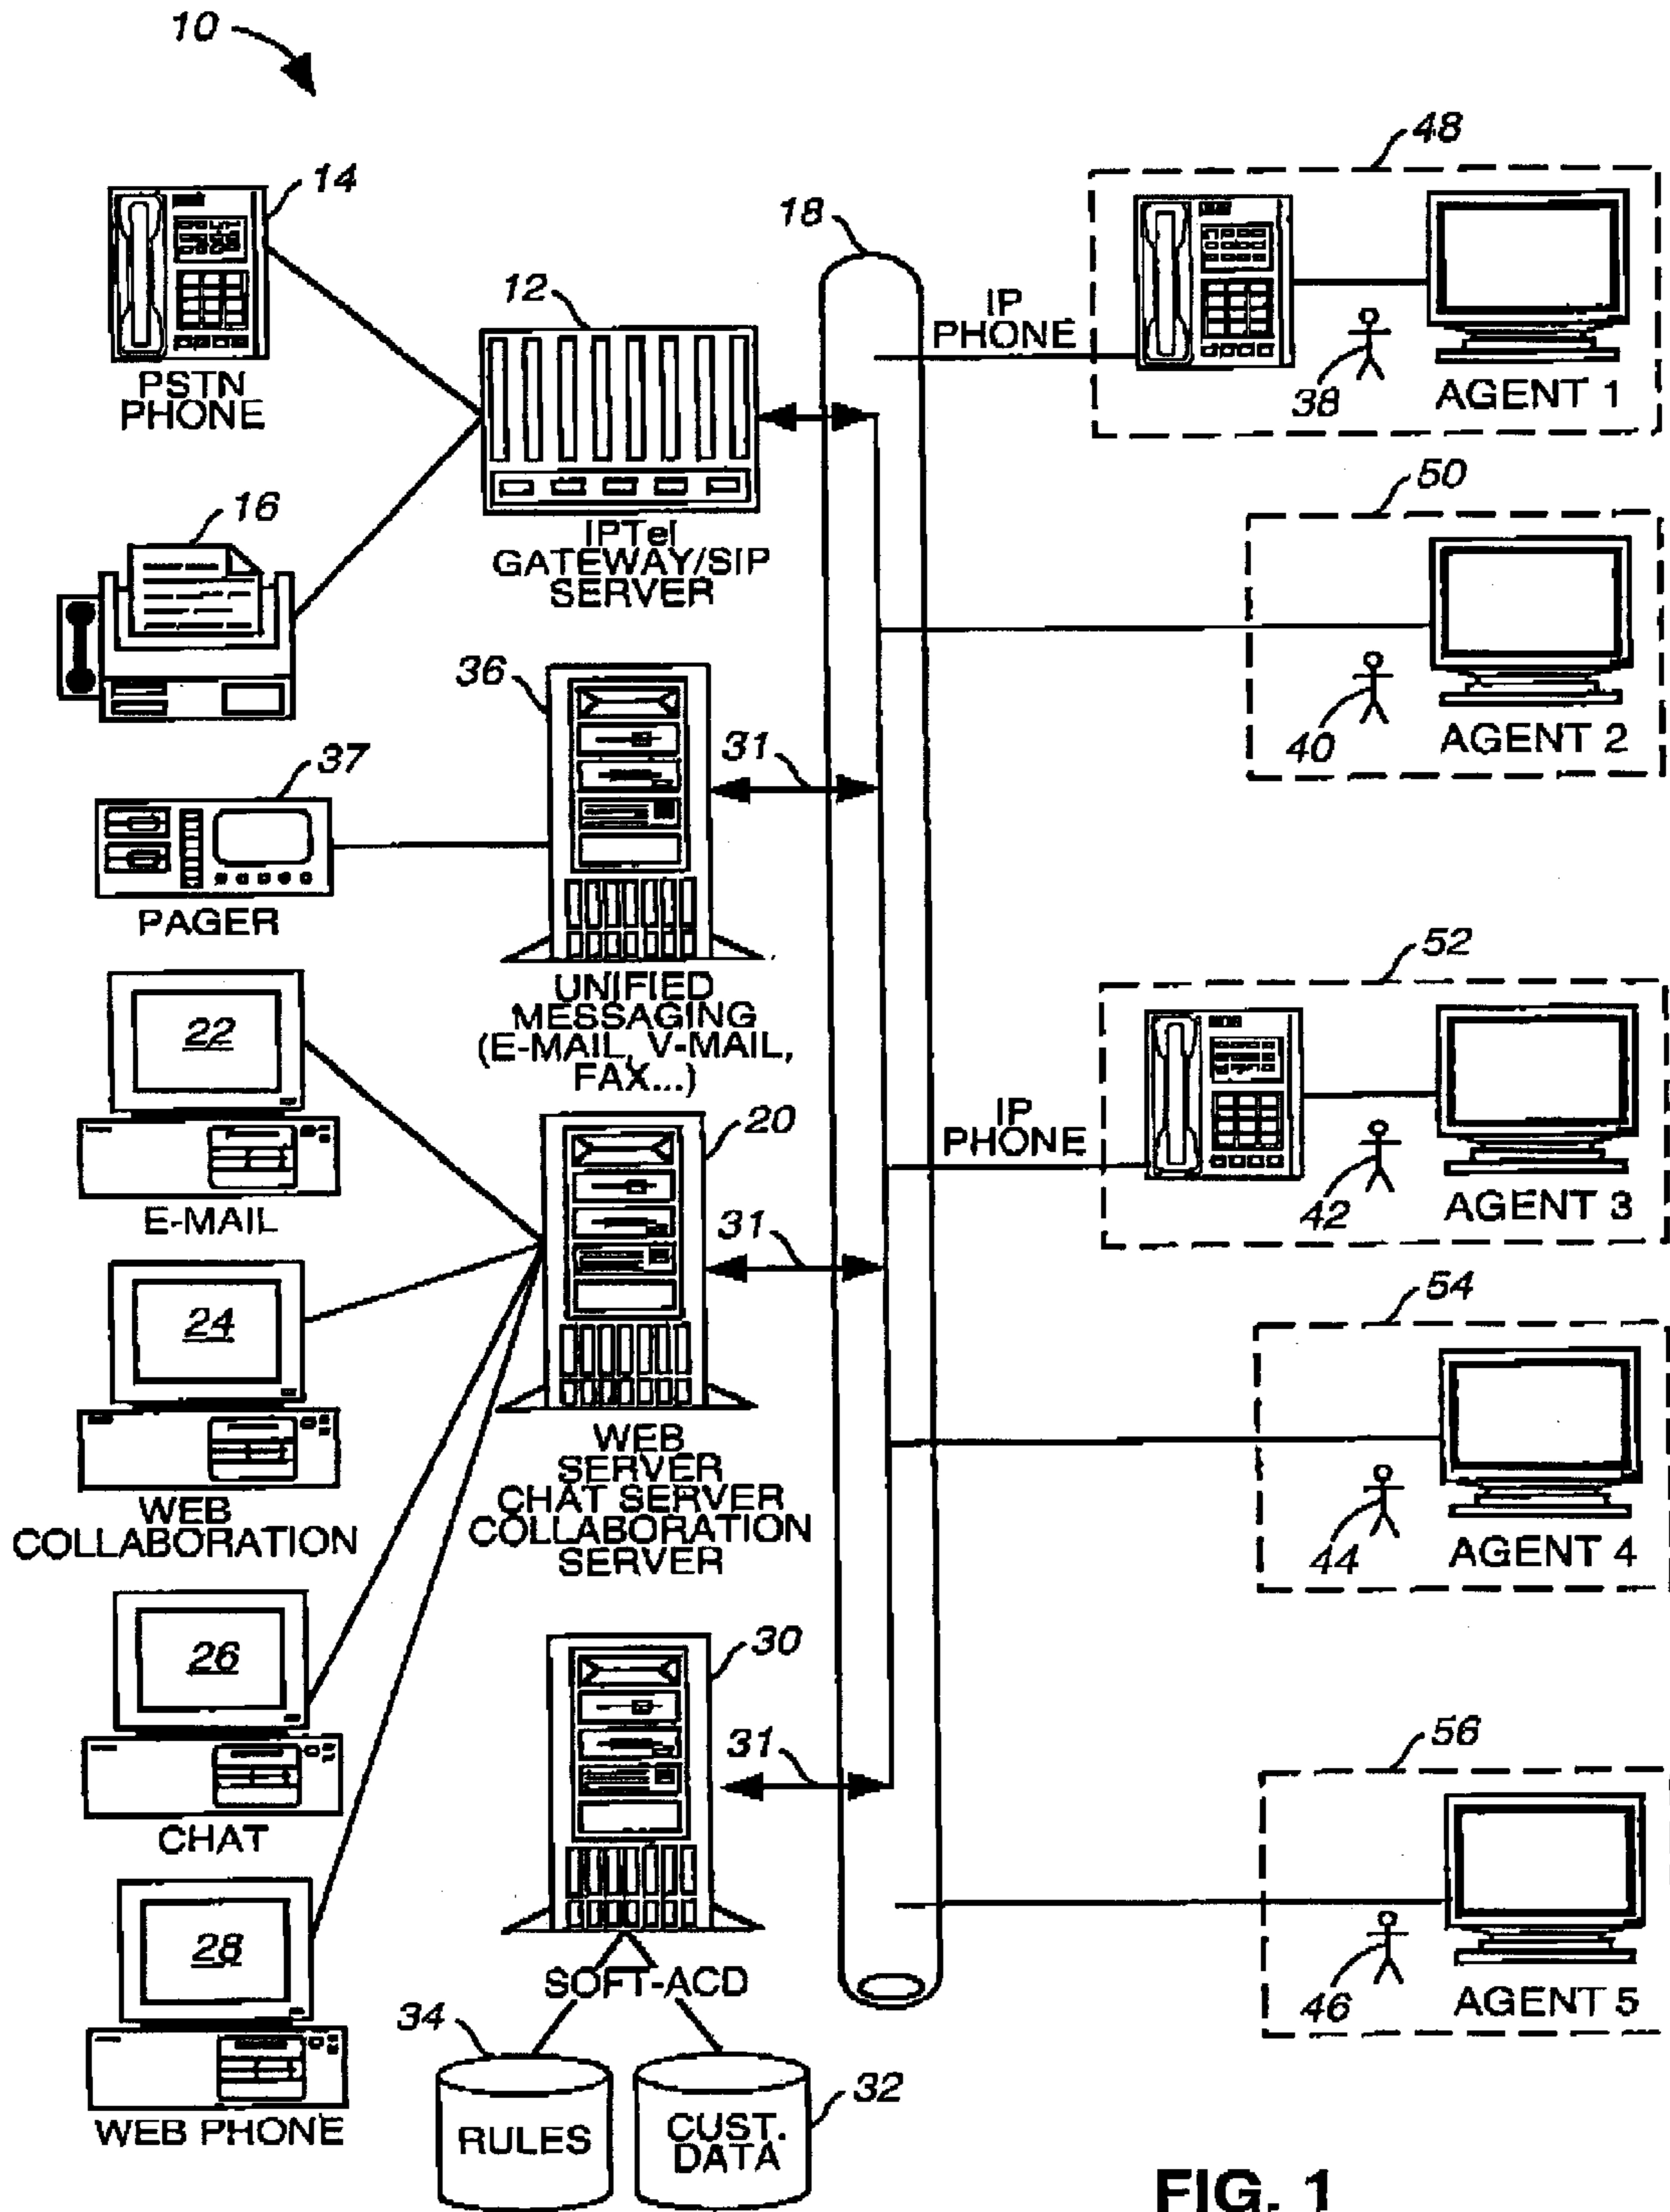 10
14
PSTN
PHONE
12
IPTel
GATEWAY/SIP
SERVER
16
18
IP
PHONE
48
38
AGENT 1
50
40
AGENT 2
36
31
UNIFIED
MESSAGING
(E-MAIL, V-MAIL,
FAX...)
37
PAGER
22
E-MAIL
20
31
WEB
SERVER
CHAT SERVER
COLLABORATION
SERVER
24
WEB
COLLABORATION
26
CHAT
28
WEB PHONE
IP
PHONE
52
42
AGENT 3
54
44
AGENT 4
30
31
SOFT-ACD
34
RULES
32
CUST.
DATA
56
46
AGENT 5
FIG. 1